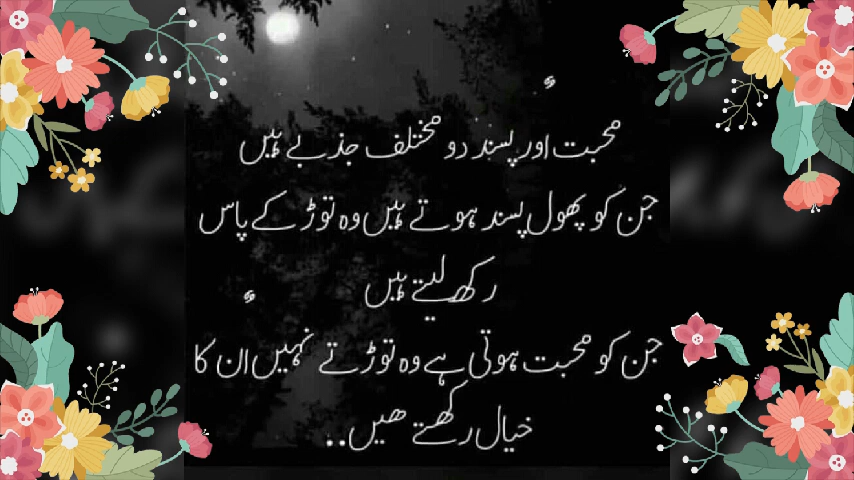 محبت اور پسند دو مختلف جذبے ہیں
جن کو پھول پسند ہوتے ہیں وہ توڑ کے پاس
رکھ لیتے ہیں
جن کو محبت ہوتی ہے وہ توڑتے نہیں ان کا
خیال رکھتے ھیں..